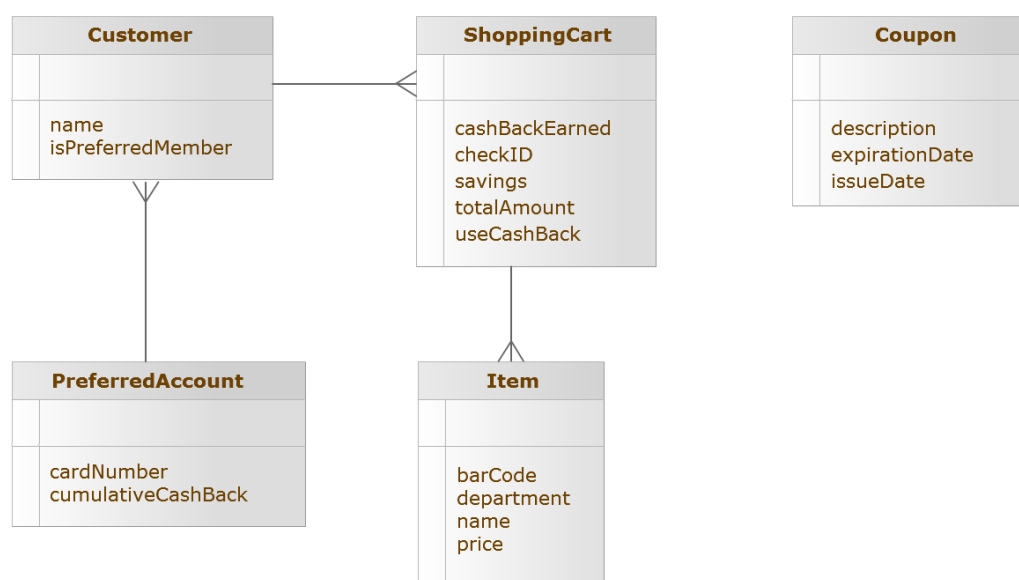 Customer
name
isPreferredMember
ShoppingCart
cashBackEarned
checkID
savings
totalAmount
useCashBack
Coupon
description
expirationDate
issueDate
PreferredAccount
cardNumber
cumulativeCashBack
Item
barCode
department
name
price